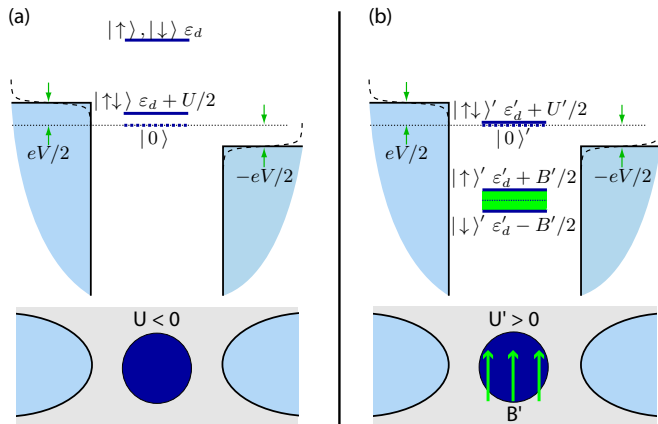 (a)
|↑⟩ , |↓⟩ ε_d
|↑↓⟩ ε_d + U/2
|0⟩
eV/2
−eV/2
U < 0
(b)
|↑↓⟩′ ε′_d + U′/2
|0⟩′
eV/2
|↑⟩′ ε′_d + B′/2
−eV/2
|↓⟩′ ε′_d − B′/2
U' > 0
B'